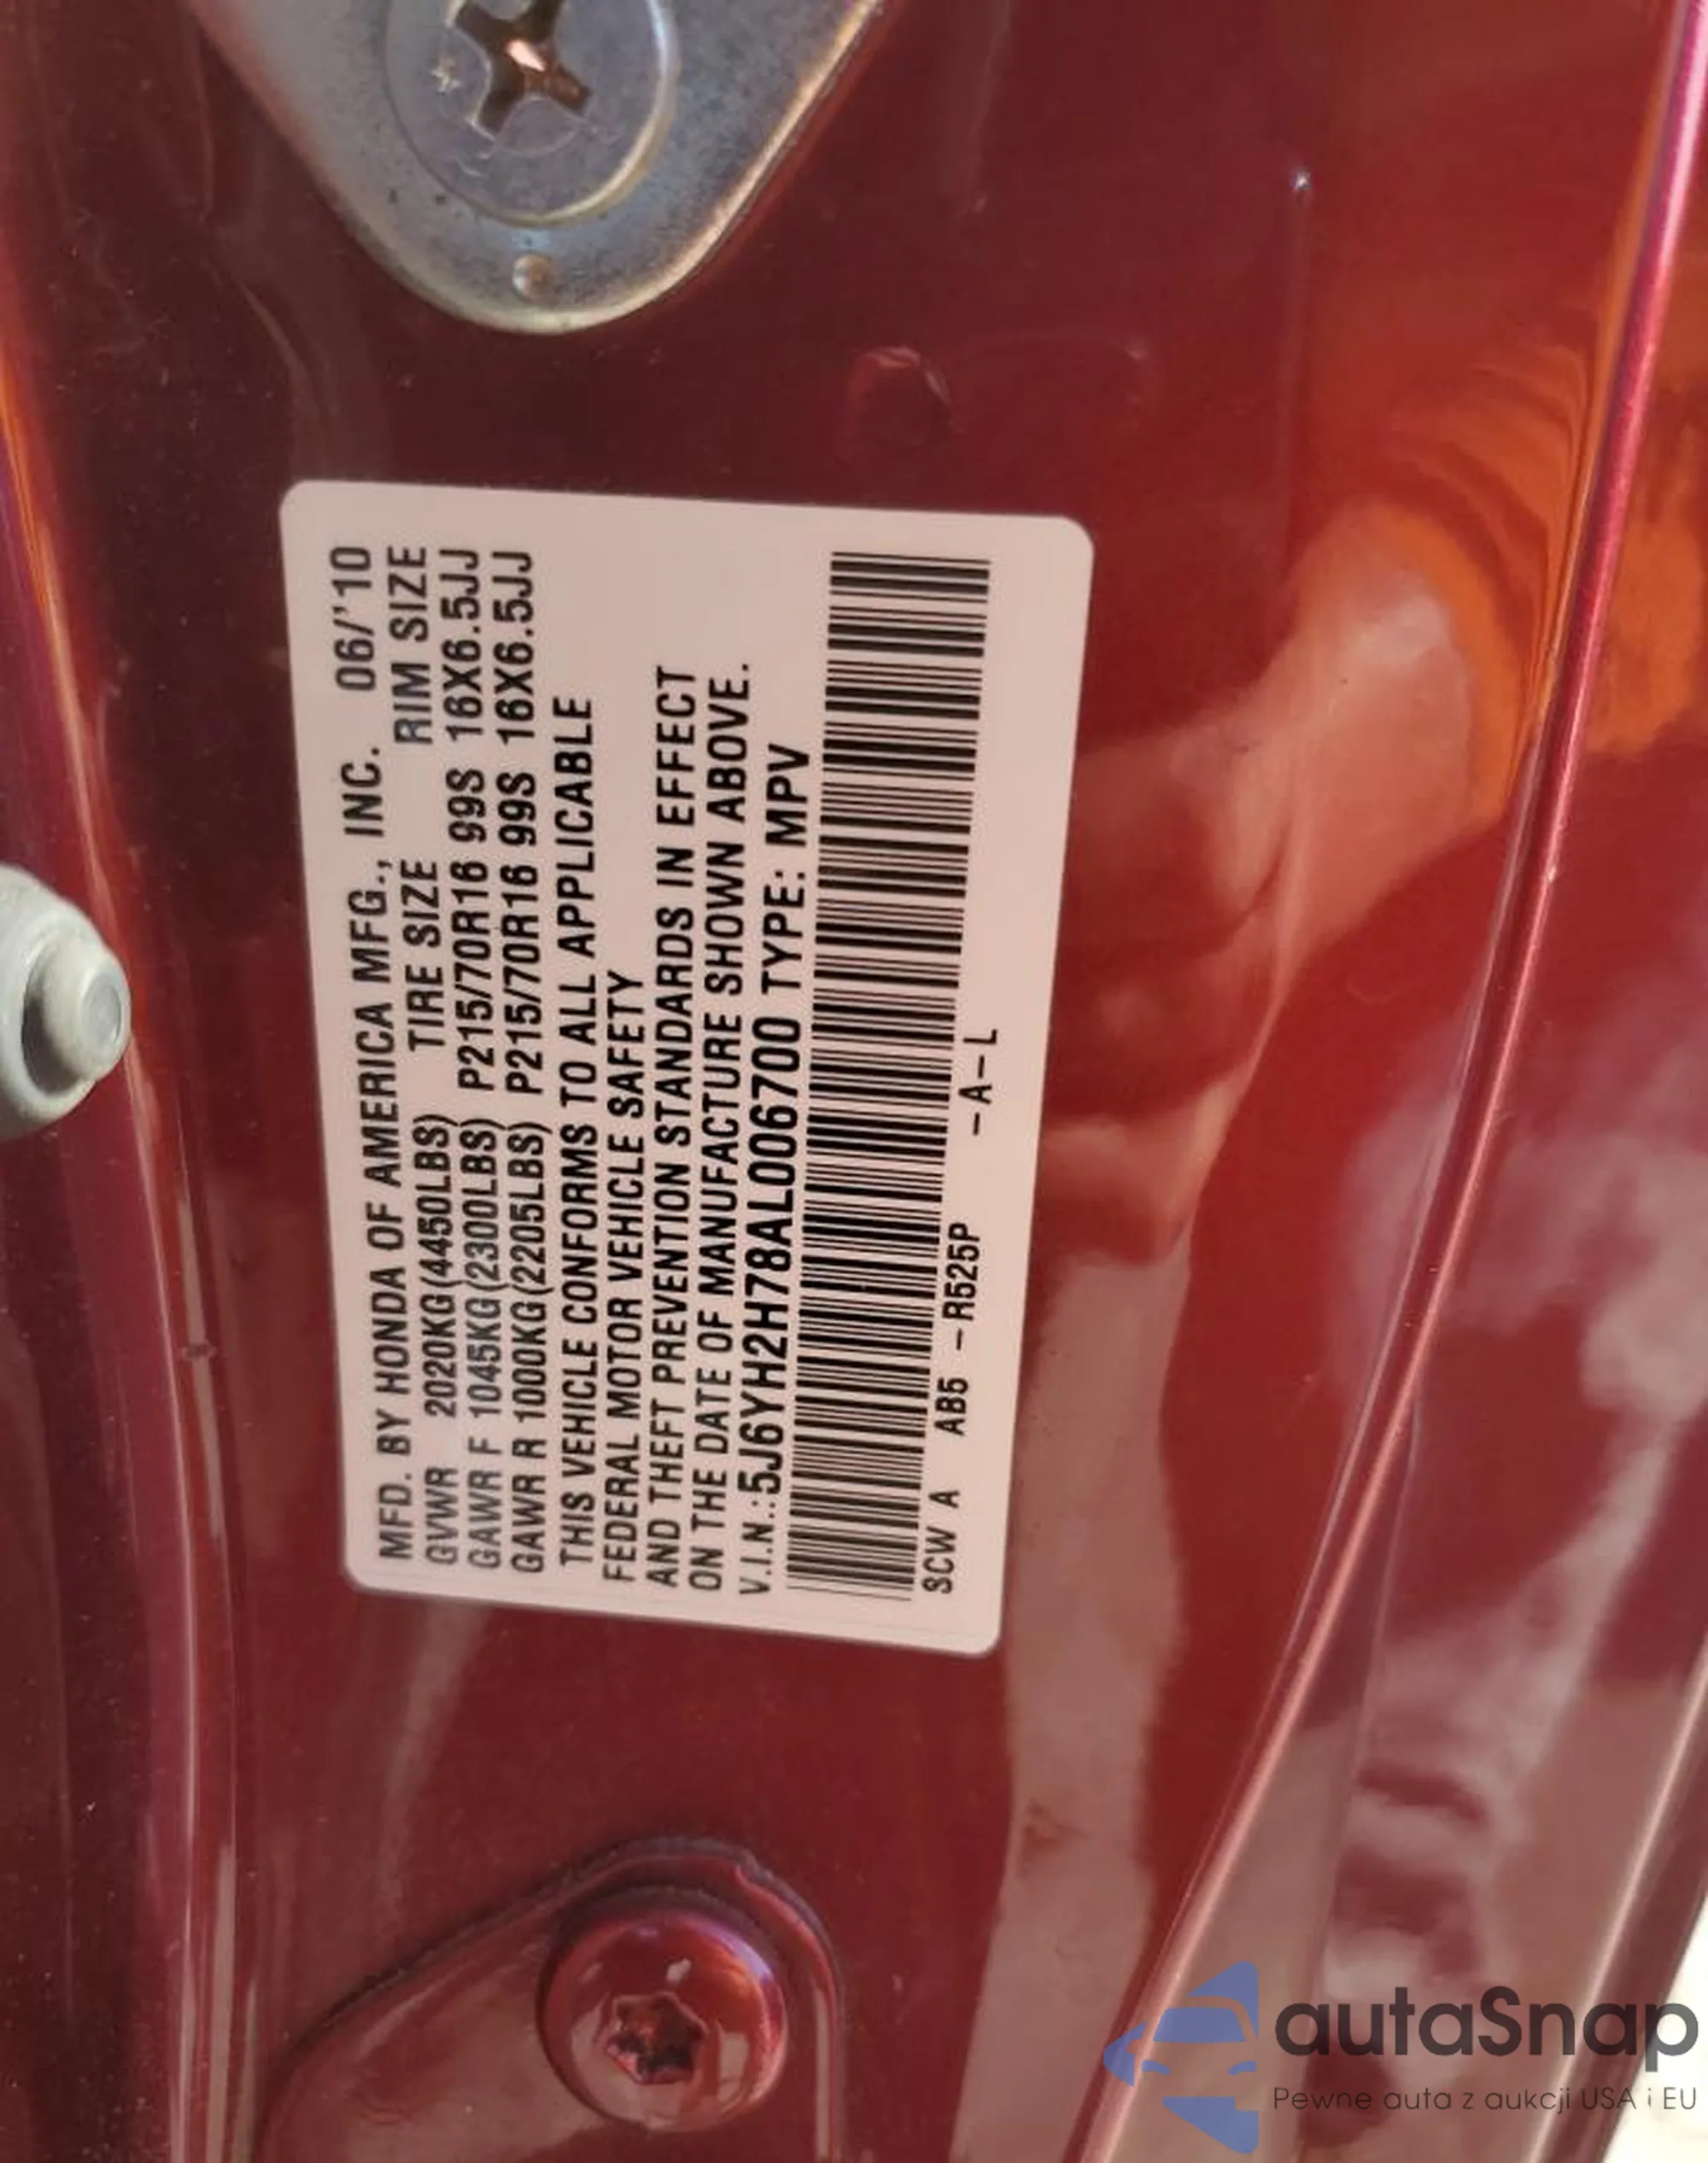 MFD. BY HONDA OF AMERICA MFG., INC. 06/'10
TIRE SIZE RIM SIZE
GVWR 2020KG(4450LBS)
GAWR F 1045KG(2300LBS) P215/70R16 99S 16X6.5JJ
GAWR R 1000KG(2205LBS) P215/70R16 99S 16X6.5JJ
THIS VEHICLE CONFORMS TO ALL APPLICABLE
FEDERAL MOTOR VEHICLE SAFETY
AND THEFT PREVENTION STANDARDS IN EFFECT
ON THE DATE OF MANUFACTURE SHOWN ABOVE.
V.I.N.:5J6YH2H78AL006700 TYPE: MPV
SCW A AB5 -R525P -A-L
autaSnap
Pewne auta z aukcji USA i EU